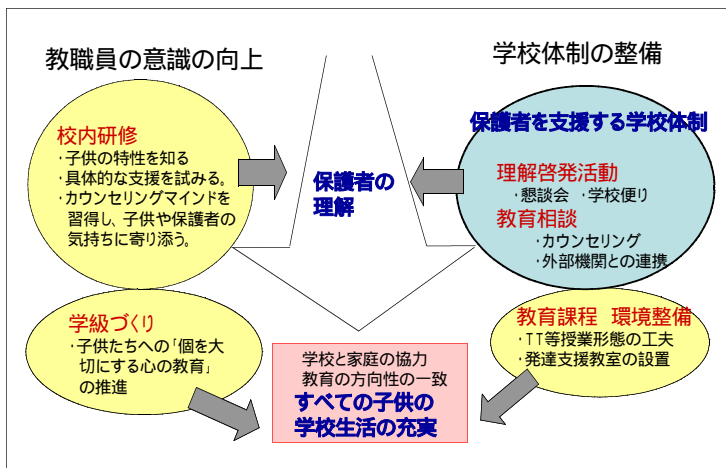 教職員の意識の向上
学校体制の整備
校内研修
・子供の特性を知る
・具体的な支援を試みる。
・カウンセリングマインドを
習得し、子供や保護者の
気持ちに寄り添う。
保護者の
理解
保護者を支援する学校体制
理解啓発活動
・懇談会　・学校便り
教育相談
・カウンセリング
・外部機関との連携
学級づくり
・子供たちへの「個を大
切にする心の教育」
の推進
教育課程　環境整備
・TT等授業形態の工夫
・発達支援教室の設置
学校と家庭の協力
教育の方向性の一致
すべての子供の
学校生活の充実